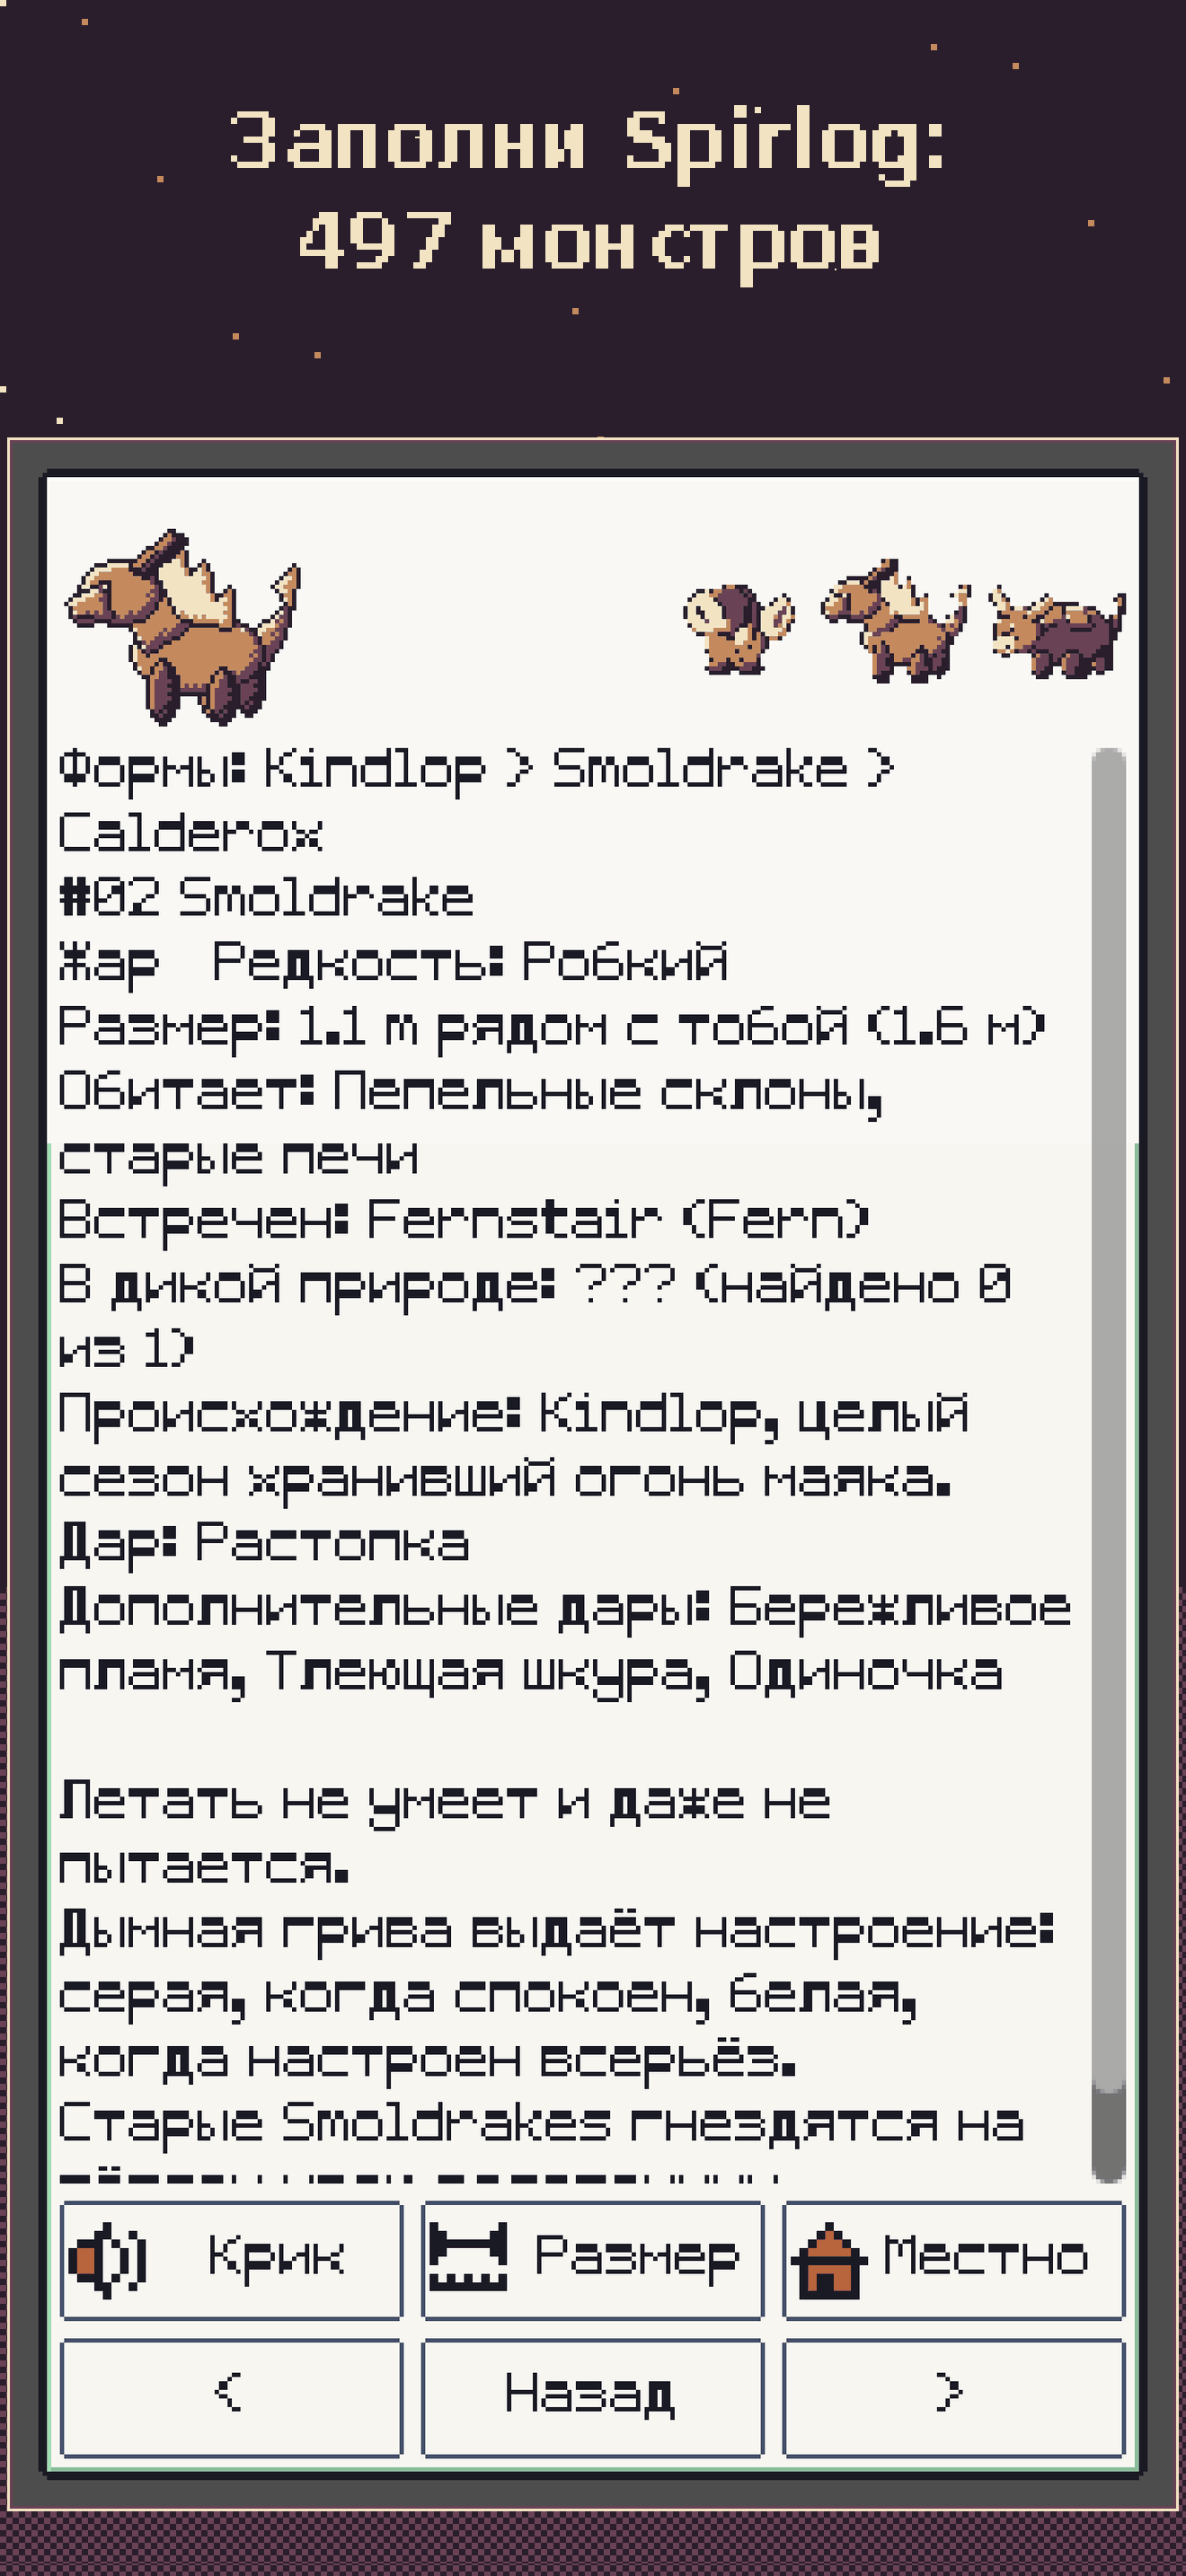 Заполни Spirlog:
497 монстров
Формы: Kindlop > Smoldrake >
Calderox
#02 Smoldrake
Жар Редкость: Робкий
Размер: 1.1 m рядом с тобой (1.6 м)
Обитает: Пепельные склоны,
старые печи
Встречен: Fernstair (Fern)
В дикой природе: ??? (найдено 0
из 1)
Происхождение: Kindlop, целый
сезон хранивший огонь маяка.
Дар: Растопка
Дополнительные дары: Бережливое
пламя, Тлеющая шкура, Одиночка
Летать не умеет и даже не
пытается.
Дымная грива выдаёт настроение:
серая, когда спокоен, белая,
когда настроен всерьёз.
Старые Smoldrakes гнездятся на
Крик Размер Местно
< Назад >